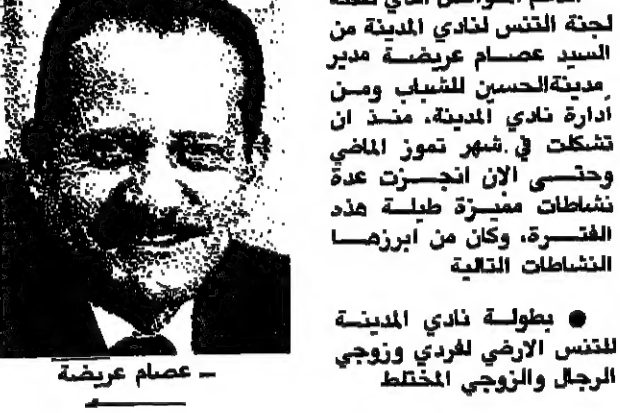 لجنة التنس لنادي المدينة من
السيد عصام عريضة مدير
مدينة الحسين للشباب ومن
ادارة نادي المدينة، منذ ان
تشكلت في شهر تموز الماضي
وحتى الان انجزت عدة
نشاطات مميزة طيلة هذه
الفترة، وكان من ابرزها
النشاطات التالية
● بطولة نادي المدينة
للتنس الارضي لفردي وزوجي
الرجال والزوجي المختلط
ـ عصام عريضة